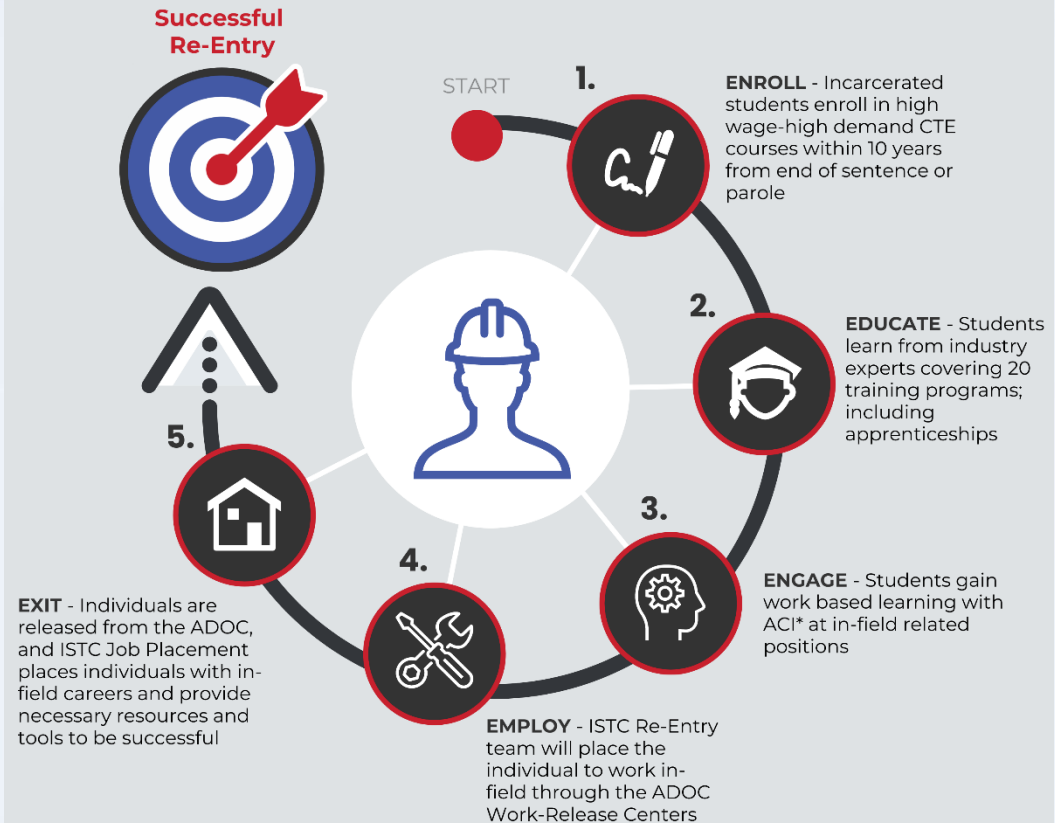 Successful
Re-Entry
START
1.
ENROLL - Incarcerated
students enroll in high
wage-high demand CTE
courses within 10 years
from end of sentence or
parole
2.
EDUCATE - Students
learn from industry
experts covering 20
training programs;
including
apprenticeships
3.
ENGAGE - Students gain
work based learning with
ACI* at in-field related
positions
4.
EMPLOY - ISTC Re-Entry
team will place the
individual to work in-
field through the ADOC
Work-Release Centers
5.
EXIT - Individuals are
released from the ADOC,
and ISTC Job Placement
places individuals with in-
field careers and provide
necessary resources and
tools to be successful